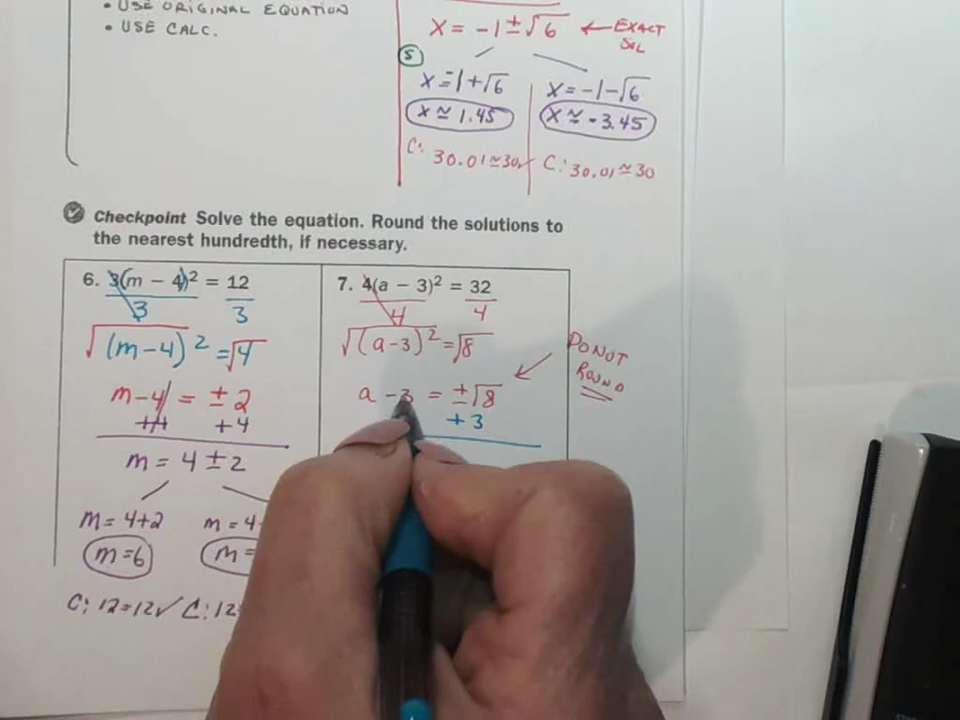 • USE ORIGINAL EQUATION
• USE CALC.
X = -1 ± √6 ← EXACT SOL
5
X = -1 + √6
X ≃ 1.45
C: 30.01 ≃ 30 ✓
X = -1 - √6
X ≃ -3.45
C: 30.01 ≃ 30
Checkpoint Solve the equation. Round the solutions to
the nearest hundredth, if necessary.
6. 3(m − 4)² = 12
3 3
√(m-4)² = √4
m-4 = ± 2
+4 +4
m = 4 ± 2
m = 4+2 m = 4
m = 6 m =
C: 12=12✓ C: 12
7. 4(a − 3)² = 32
4 4
√(a-3)² = √8
a - 3 = ±√8
+3
DO NOT
ROUND